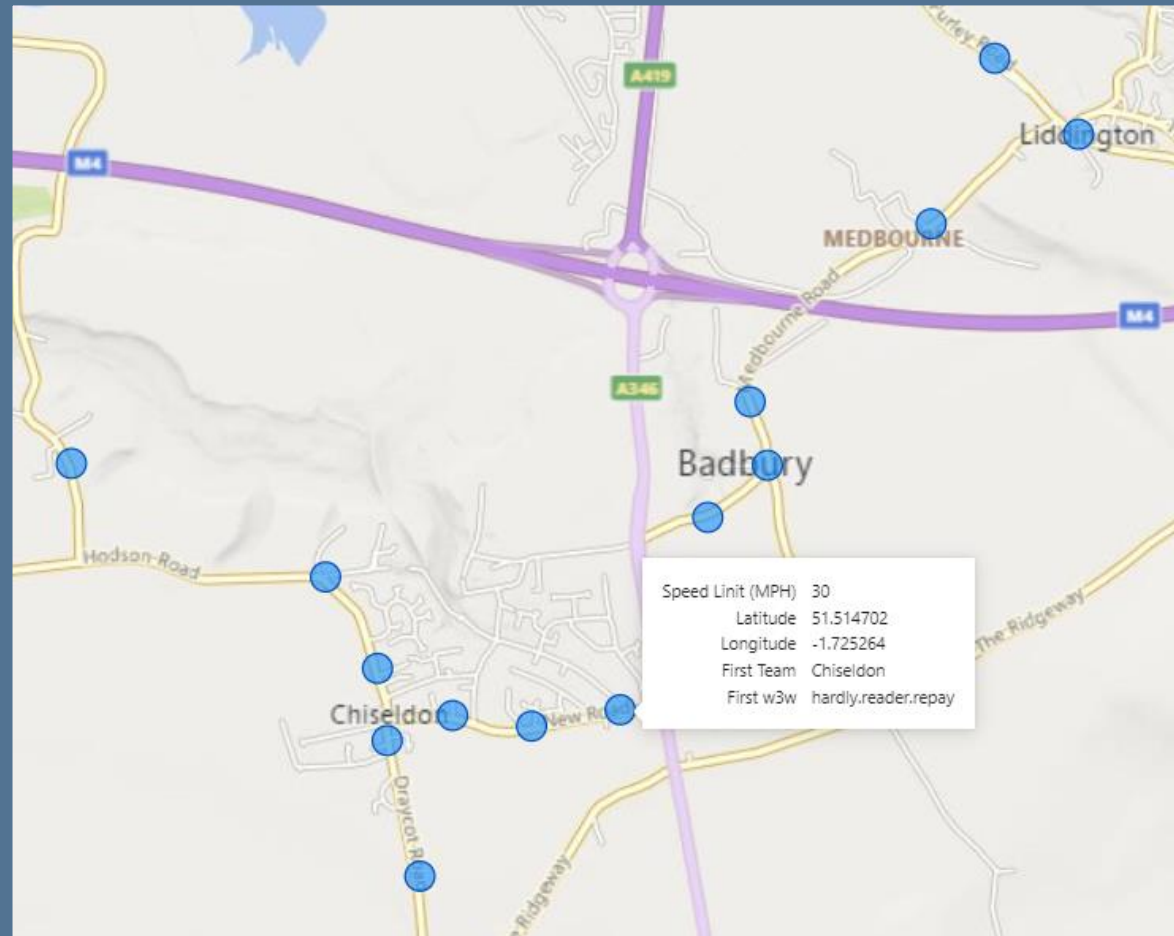 Purley Road
A419
Liddington
M4
MEDBOURNE
M4
Medbourne Road
A346
Badbury
Hodson Road
Speed Linit (MPH) 30
Latitude 51.514702
Longitude -1.725264
First Team Chiseldon
First w3w hardly.reader.repay
The Ridgeway
Chiseldon
New Road
Draycot Road
Ridgeway